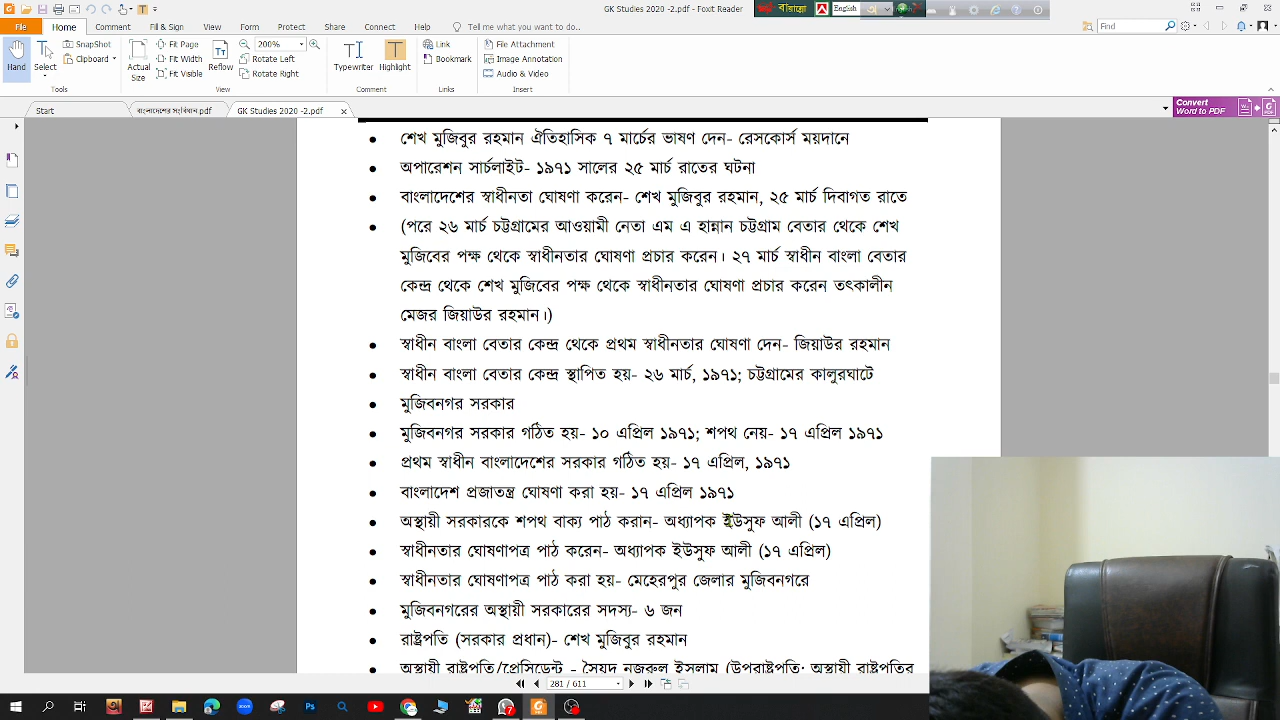 GK Studies 2020 -2.pdf - Foxit Reader
English
File Home Comment Fill & Sign View Form Protect Share Connect Help Tell me what you want to do... Find
Hand Select SnapShot Clipboard Actual Size Fit Page Fit Width Fit Visible Reflow 200% Rotate Left Rotate Right Typewriter Highlight Link Bookmark File Attachment Image Annotation Audio & Video
Tools View Comment Links Insert
Start বাংলাদেশের সংবিধান.pdf GK Studies 2020 -2.pdf Convert Word to PDF
• শেখ মুজিবুর রহমান ঐতিহাসিক ৭ মার্চের ভাষণ দেন- রেসকোর্স ময়দানে
• অপারেশন সার্চলাইট- ১৯৭১ সালের ২৫ মার্চ রাতের ঘটনা
• বাংলাদেশের স্বাধীনতা ঘোষণা করেন- শেখ মুজিবুর রহমান, ২৫ মার্চ দিবাগত রাতে
• (পরে ২৬ মার্চ চট্টগ্রামের আওয়ামী নেতা এম এ হান্নান চট্টগ্রাম বেতার থেকে শেখ
মুজিবের পক্ষ থেকে স্বাধীনতার ঘোষণা প্রচার করেন। ২৭ মার্চ স্বাধীন বাংলা বেতার
কেন্দ্র থেকে শেখ মুজিবের পক্ষ থেকে স্বাধীনতার ঘোষণা প্রচার করেন তৎকালীন
মেজর জিয়াউর রহমান।)
• স্বাধীন বাংলা বেতার কেন্দ্র থেকে প্রথম স্বাধীনতার ঘোষণা দেন- জিয়াউর রহমান
• স্বাধীন বাংলা বেতার কেন্দ্র স্থাপিত হয়- ২৬ মার্চ, ১৯৭১; চট্টগ্রামের কালুরঘাটে
• মুজিবনগর সরকার
• মুজিবনগর সরকার গঠিত হয়- ১০ এপ্রিল ১৯৭১; শপথ নেয়- ১৭ এপ্রিল ১৯৭১
• প্রথম স্বাধীন বাংলাদেশের সরকার গঠিত হয়- ১৭ এপ্রিল, ১৯৭১
• বাংলাদেশ প্রজাতন্ত্র ঘোষণা করা হয়- ১৭ এপ্রিল ১৯৭১
• অস্থায়ী সরকারকে শপথ বাক্য পাঠ করান- অধ্যাপক ইউসুফ আলী (১৭ এপ্রিল)
• স্বাধীনতার ঘোষণাপত্র পাঠ করেন- অধ্যাপক ইউসুফ আলী (১৭ এপ্রিল)
• স্বাধীনতার ঘোষণাপত্র পাঠ করা হয়- মেহেরপুর জেলার মুজিবনগরে
• মুজিবনগরের অস্থায়ী সরকারের সদস্য- ৬ জন
• রাষ্ট্রপতি (সরকার প্রধান)- শেখ মুজিবুর রহমান
• অস্থায়ী রাষ্ট্রপতি/প্রেসিডেন্ট - সৈয়দ নজরুল ইসলাম (উপরাষ্ট্রপতি; অস্থায়ী রাষ্ট্রপতির
281 / 611